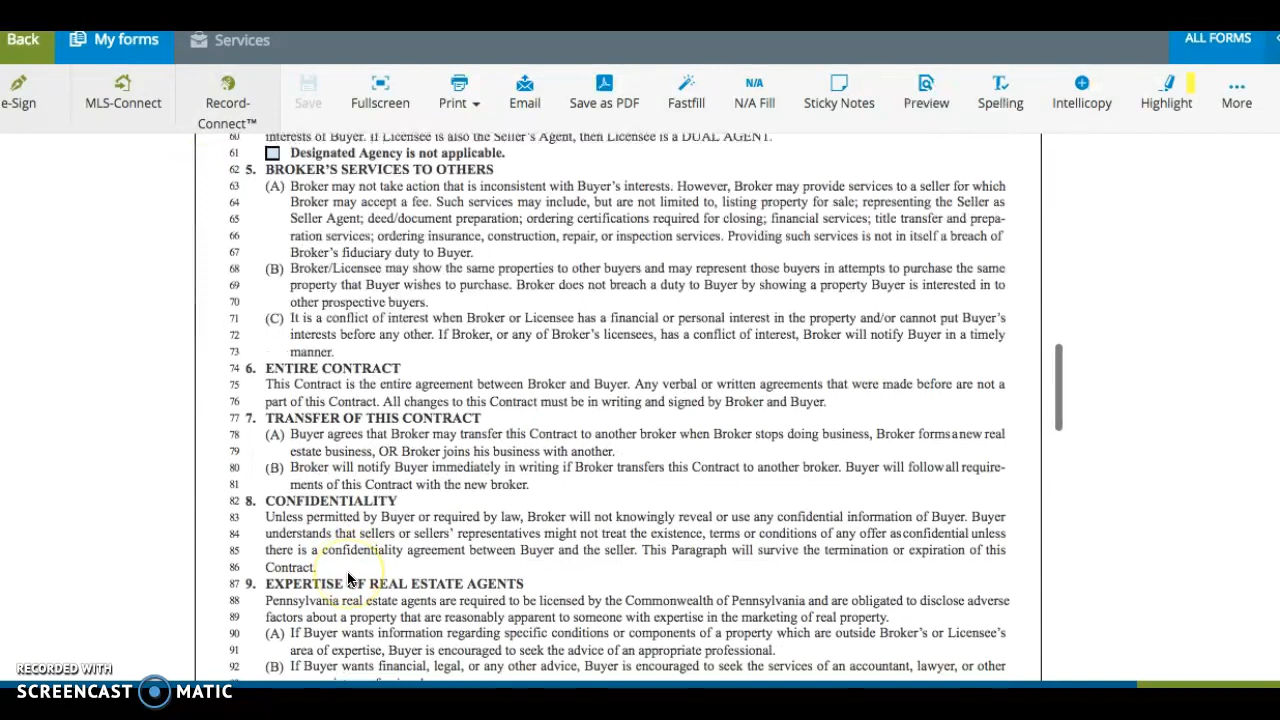 Back My forms Services ALL FORMS
e-Sign MLS-Connect Record-Connect™ Save Fullscreen Print Email Save as PDF N/A Fastfill N/A Fill Sticky Notes Preview Spelling Intellicopy Highlight More
60 interests of Buyer. If Licensee is also the Seller's Agent, then Licensee is a DUAL AGENT.
61 Designated Agency is not applicable.
62 5. BROKER'S SERVICES TO OTHERS
63 (A) Broker may not take action that is inconsistent with Buyer's interests. However, Broker may provide services to a seller for which
64 Broker may accept a fee. Such services may include, but are not limited to, listing property for sale; representing the Seller as
65 Seller Agent; deed/document preparation; ordering certifications required for closing; financial services; title transfer and prepa-
66 ration services; ordering insurance, construction, repair, or inspection services. Providing such services is not in itself a breach of
67 Broker's fiduciary duty to Buyer.
68 (B) Broker/Licensee may show the same properties to other buyers and may represent those buyers in attempts to purchase the same
69 property that Buyer wishes to purchase. Broker does not breach a duty to Buyer by showing a property Buyer is interested in to
70 other prospective buyers.
71 (C) It is a conflict of interest when Broker or Licensee has a financial or personal interest in the property and/or cannot put Buyer's
72 interests before any other. If Broker, or any of Broker's licensees, has a conflict of interest, Broker will notify Buyer in a timely
73 manner.
74 6. ENTIRE CONTRACT
75 This Contract is the entire agreement between Broker and Buyer. Any verbal or written agreements that were made before are not a
76 part of this Contract. All changes to this Contract must be in writing and signed by Broker and Buyer.
77 7. TRANSFER OF THIS CONTRACT
78 (A) Buyer agrees that Broker may transfer this Contract to another broker when Broker stops doing business, Broker forms a new real
79 estate business, OR Broker joins his business with another.
80 (B) Broker will notify Buyer immediately in writing if Broker transfers this Contract to another broker. Buyer will follow all require-
81 ments of this Contract with the new broker.
82 8. CONFIDENTIALITY
83 Unless permitted by Buyer or required by law, Broker will not knowingly reveal or use any confidential information of Buyer. Buyer
84 understands that sellers or sellers' representatives might not treat the existence, terms or conditions of any offer as confidential unless
85 there is a confidentiality agreement between Buyer and the seller. This Paragraph will survive the termination or expiration of this
86 Contract.
87 9. EXPERTISE OF REAL ESTATE AGENTS
88 Pennsylvania real estate agents are required to be licensed by the Commonwealth of Pennsylvania and are obligated to disclose adverse
89 factors about a property that are reasonably apparent to someone with expertise in the marketing of real property.
90 (A) If Buyer wants information regarding specific conditions or components of a property which are outside Broker's or Licensee's
91 area of expertise, Buyer is encouraged to seek the advice of an appropriate professional.
92 (B) If Buyer wants financial, legal, or any other advice, Buyer is encouraged to seek the services of an accountant, lawyer, or other
RECORDED WITH
SCREENCAST MATIC